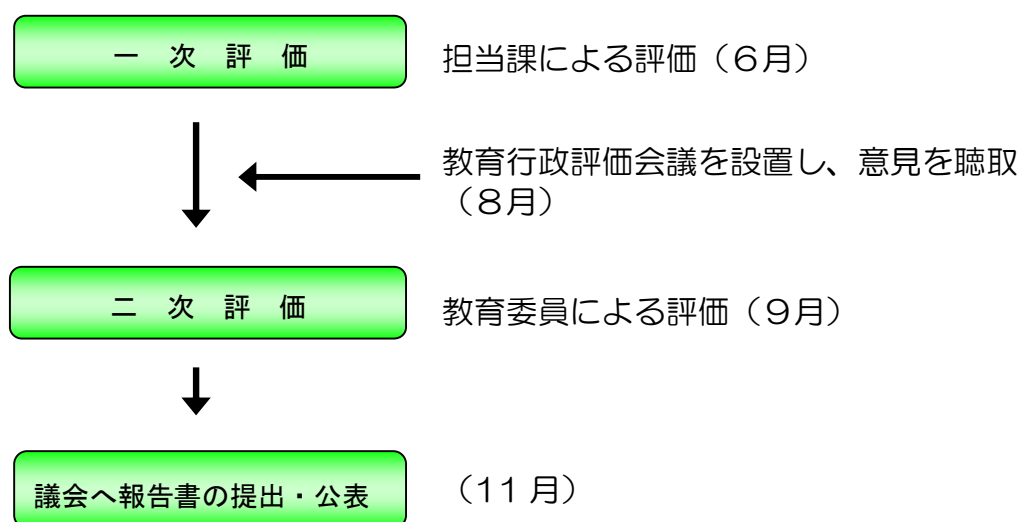 一 次 評 価
担当課による評価（６月）
教育行政評価会議を設置し、意見を聴取
（８月）
二 次 評 価
教育委員による評価（９月）
議会へ報告書の提出・公表
（11 月）